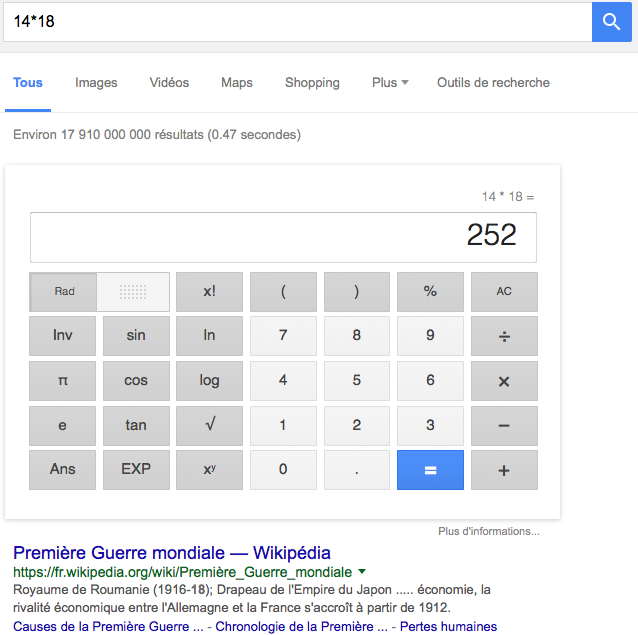 14*18
Tous Images Vidéos Maps Shopping Plus Outils de recherche
Environ 17 910 000 000 résultats (0.47 secondes)
14 * 18 =
252
Rad x! ( ) % AC
Inv sin ln 7 8 9 ÷
π cos log 4 5 6 ×
e tan √ 1 2 3 −
Ans EXP xʸ 0 . = +
Plus d'informations...
Première Guerre mondiale — Wikipédia
https://fr.wikipedia.org/wiki/Première_Guerre_mondiale
Royaume de Roumanie (1916-18); Drapeau de l'Empire du Japon ..... économie, la
rivalité économique entre l'Allemagne et la France s'accroît à partir de 1912.
Causes de la Première Guerre ... - Chronologie de la Première ... - Pertes humaines